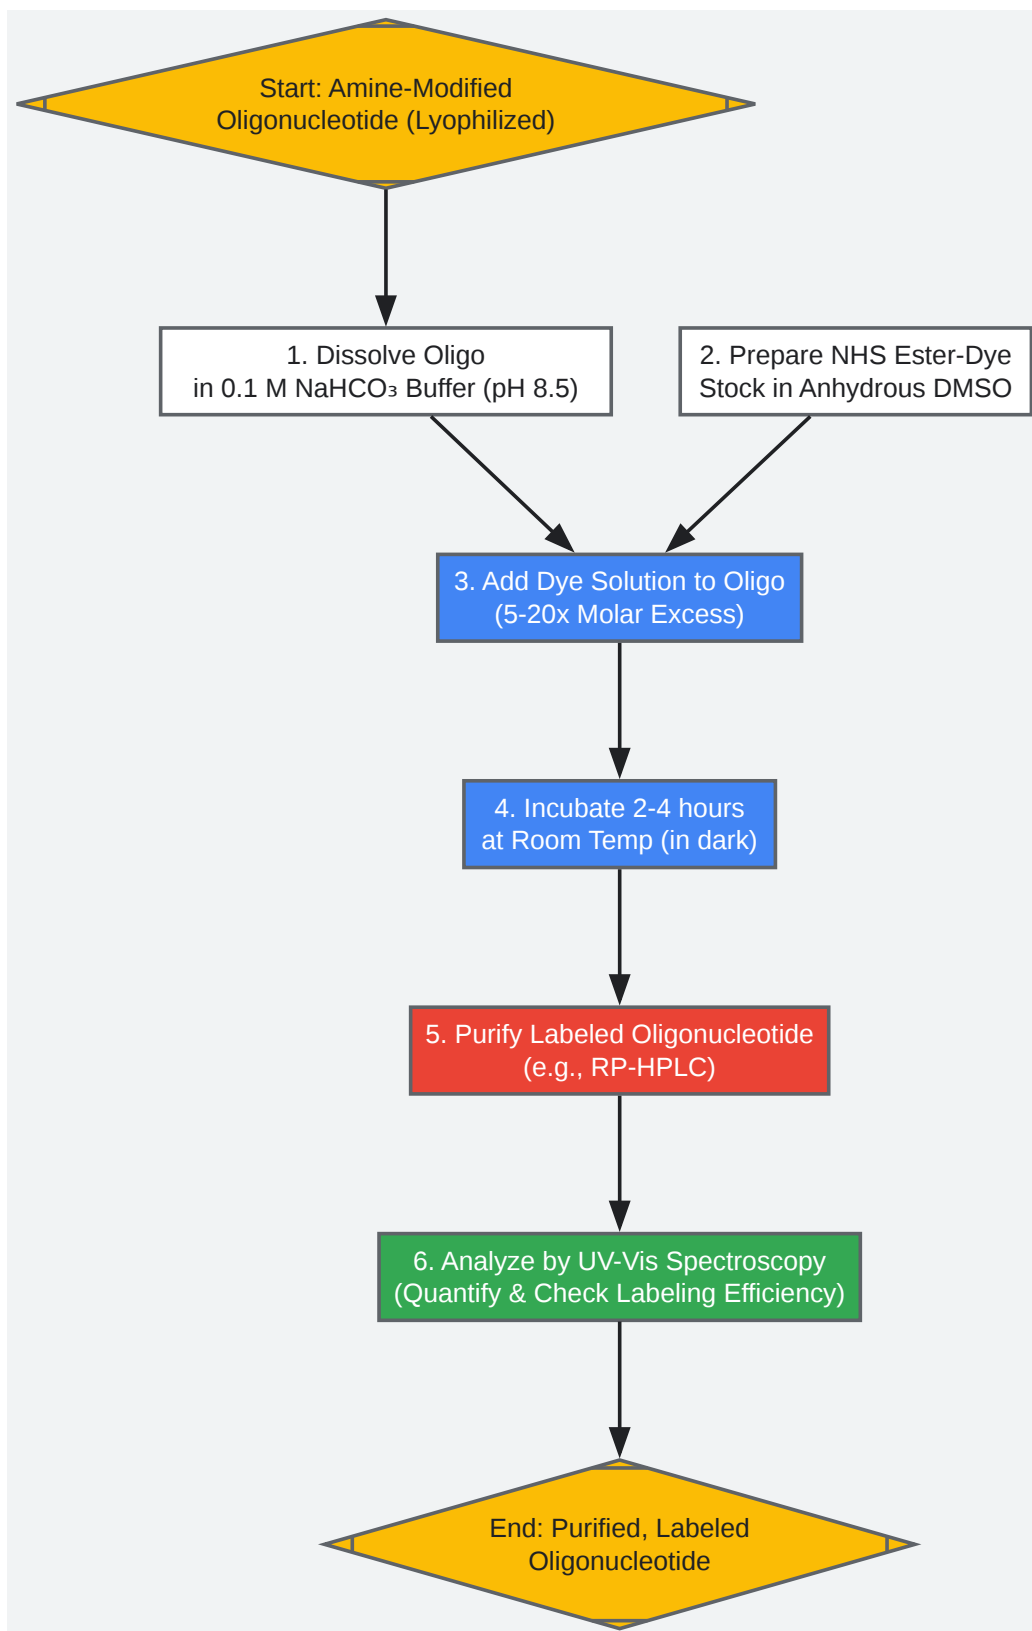 Start: Amine-Modified
Oligonucleotide (Lyophilized)
1. Dissolve Oligo
in 0.1 M NaHCO₃ Buffer (pH 8.5)
2. Prepare NHS Ester-Dye
Stock in Anhydrous DMSO
3. Add Dye Solution to Oligo
(5-20x Molar Excess)
4. Incubate 2-4 hours
at Room Temp (in dark)
5. Purify Labeled Oligonucleotide
(e.g., RP-HPLC)
6. Analyze by UV-Vis Spectroscopy
(Quantify & Check Labeling Efficiency)
End: Purified, Labeled
Oligonucleotide